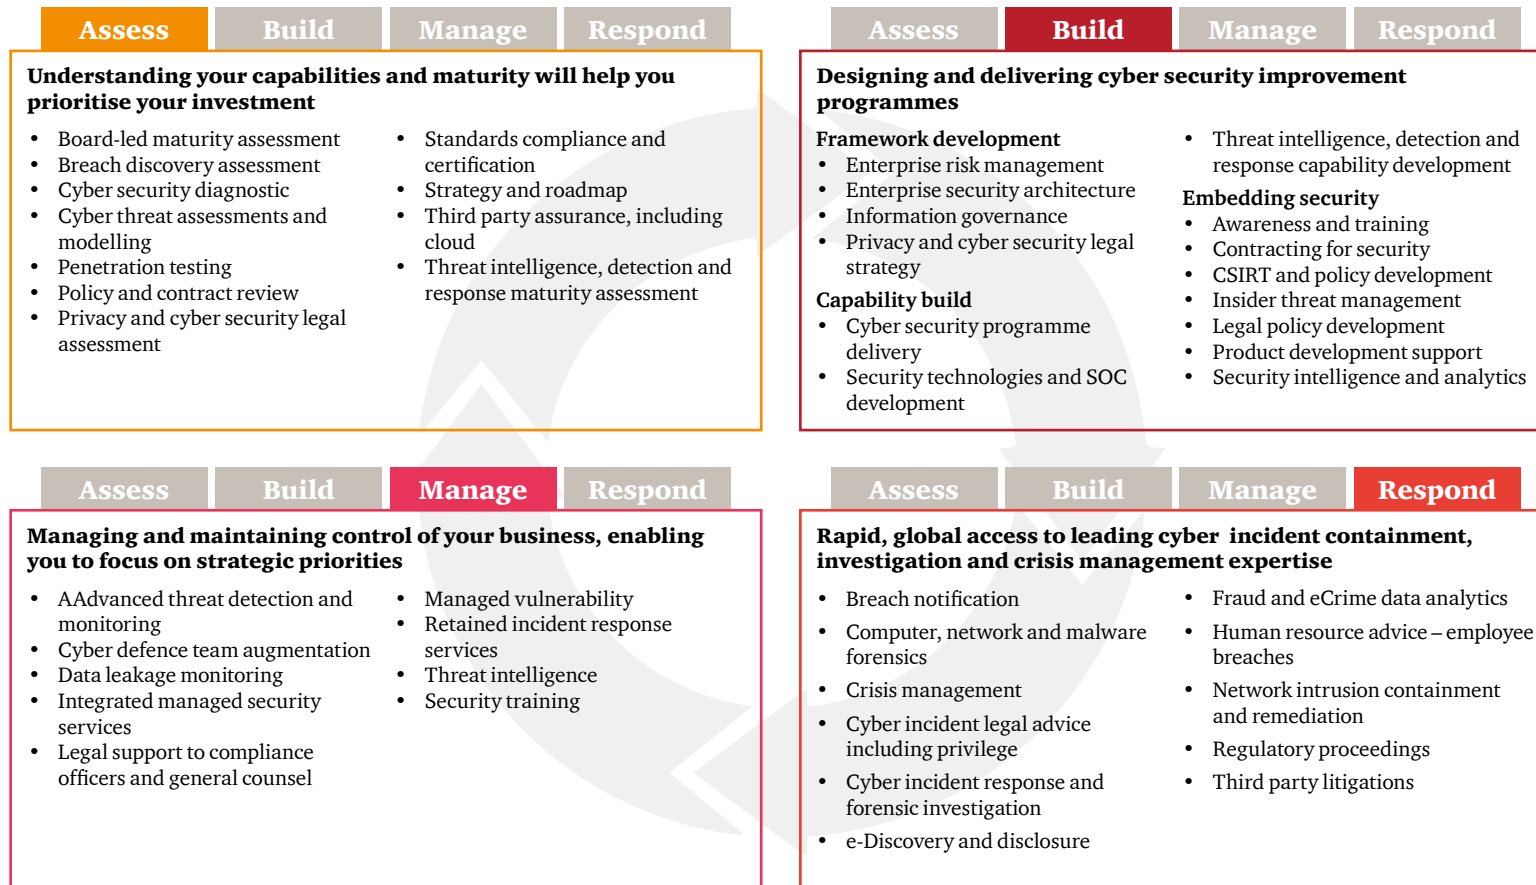 Assess Build Manage Respond
Understanding your capabilities and maturity will help you
prioritise your investment
• Board-led maturity assessment
• Breach discovery assessment
• Cyber security diagnostic
• Cyber threat assessments and
modelling
• Penetration testing
• Policy and contract review
• Privacy and cyber security legal
assessment
• Standards compliance and
certification
• Strategy and roadmap
• Third party assurance, including
cloud
• Threat intelligence, detection and
response maturity assessment
Assess Build Manage Respond
Designing and delivering cyber security improvement
programmes
Framework development
• Enterprise risk management
• Enterprise security architecture
• Information governance
• Privacy and cyber security legal
strategy
Capability build
• Cyber security programme
delivery
• Security technologies and SOC
development
• Threat intelligence, detection and
response capability development
Embedding security
• Awareness and training
• Contracting for security
• CSIRT and policy development
• Insider threat management
• Legal policy development
• Product development support
• Security intelligence and analytics
Assess Build Manage Respond
Managing and maintaining control of your business, enabling
you to focus on strategic priorities
• AAdvanced threat detection and
monitoring
• Cyber defence team augmentation
• Data leakage monitoring
• Integrated managed security
services
• Legal support to compliance
officers and general counsel
• Managed vulnerability
• Retained incident response
services
• Threat intelligence
• Security training
Assess Build Manage Respond
Rapid, global access to leading cyber incident containment,
investigation and crisis management expertise
• Breach notification
• Computer, network and malware
forensics
• Crisis management
• Cyber incident legal advice
including privilege
• Cyber incident response and
forensic investigation
• e-Discovery and disclosure
• Fraud and eCrime data analytics
• Human resource advice – employee
breaches
• Network intrusion containment
and remediation
• Regulatory proceedings
• Third party litigations